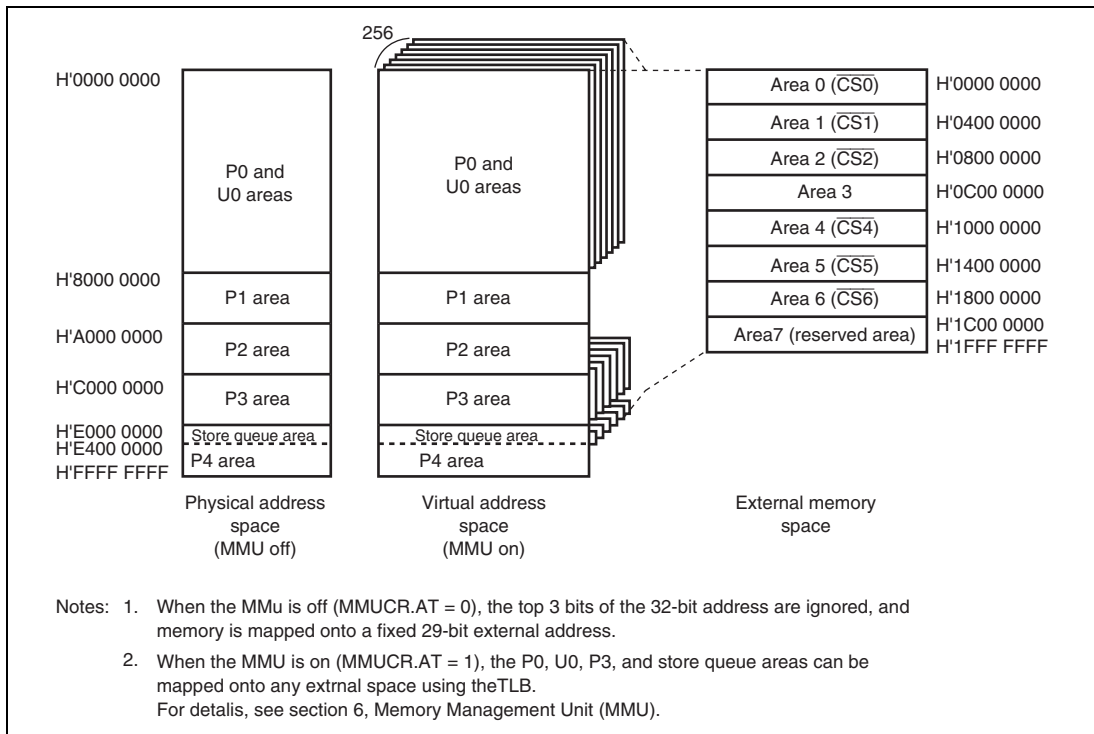 256
H'0000 0000
P0 and
U0 areas
H'8000 0000
P1 area
H'A000 0000
P2 area
H'C000 0000
P3 area
H'E000 0000
Store queue area
H'E400 0000
P4 area
H'FFFF FFFF
Physical address
space
(MMU off)
P0 and
U0 areas
P1 area
P2 area
P3 area
Store queue area
P4 area
Virtual address
space
(MMU on)
Area 0 (C̅S̅0̅) H'0000 0000
Area 1 (C̅S̅1̅) H'0400 0000
Area 2 (C̅S̅2̅) H'0800 0000
Area 3 H'0C00 0000
Area 4 (C̅S̅4̅) H'1000 0000
Area 5 (C̅S̅5̅) H'1400 0000
Area 6 (C̅S̅6̅) H'1800 0000
Area7 (reserved area) H'1C00 0000
H'1FFF FFFF
External memory
space
Notes: 1. When the MMu is off (MMUCR.AT = 0), the top 3 bits of the 32-bit address are ignored, and
memory is mapped onto a fixed 29-bit external address.
2. When the MMU is on (MMUCR.AT = 1), the P0, U0, P3, and store queue areas can be
mapped onto any extrnal space using theTLB.
For detalis, see section 6, Memory Management Unit (MMU).